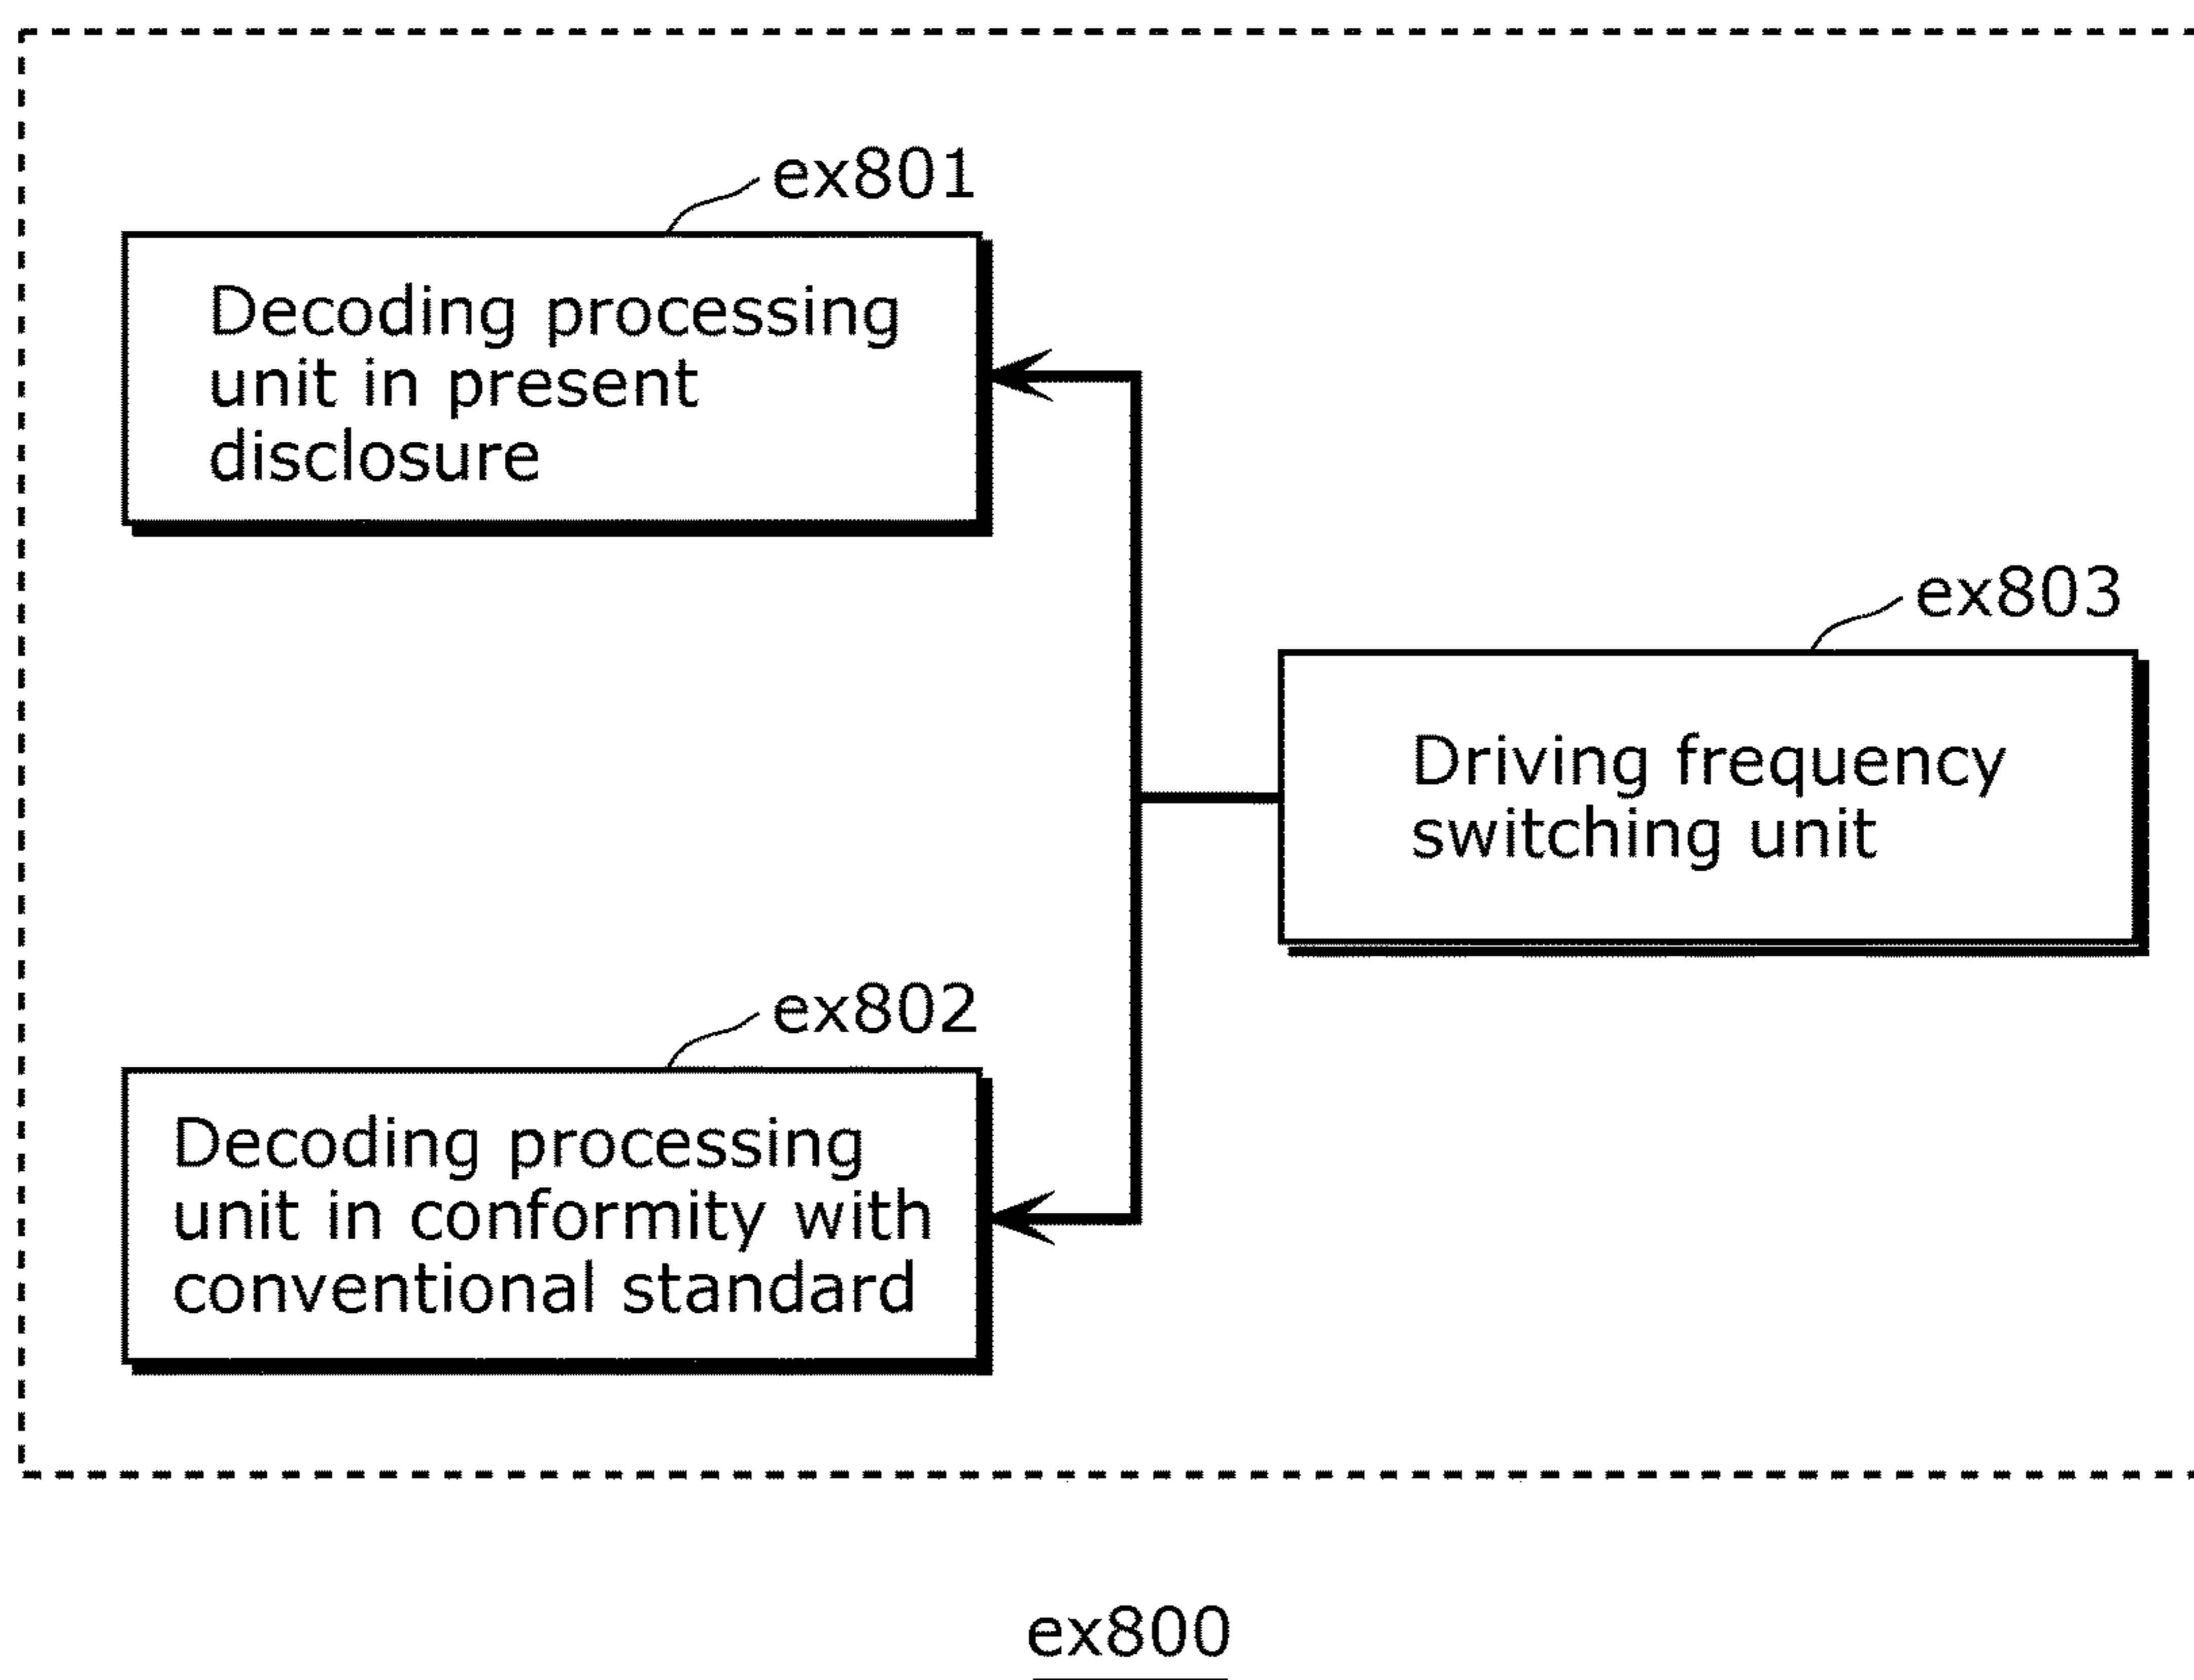 ex801
Decoding processing
unit in present
disclosure
ex803
Driving frequency
switching unit
ex802
Decoding processing
unit in conformity with
conventional standard
ex800